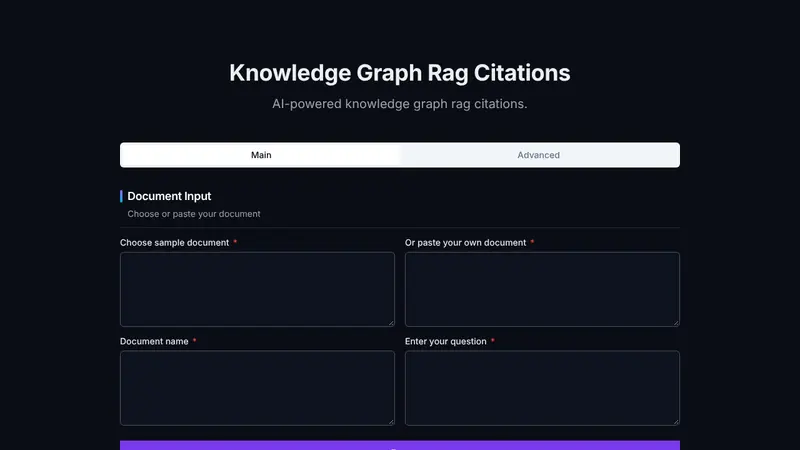 Knowledge Graph Rag Citations
AI-powered knowledge graph rag citations.
Main
Advanced
Document Input
Choose or paste your document
Choose sample document *
Or paste your own document *
Document name *
Enter your question *